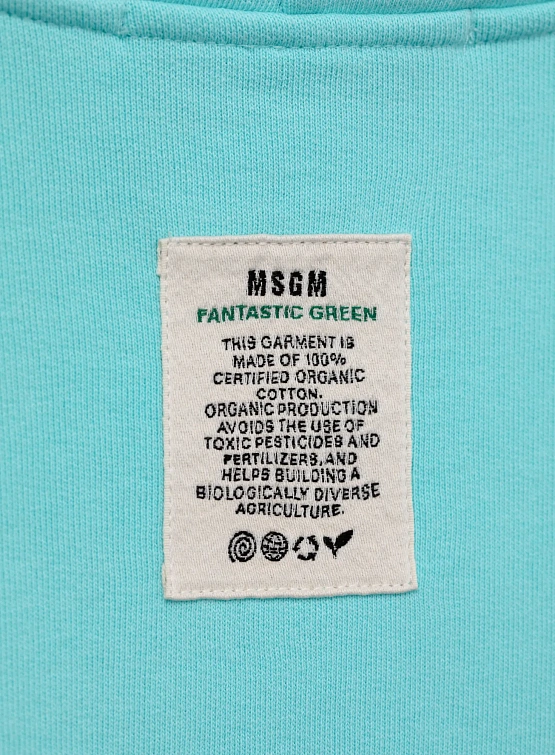 MSGM
FANTASTIC GREEN
THIS GARMENT IS
MADE OF 100%
CERTIFIED ORGANIC
COTTON.
ORGANIC PRODUCTION
AVOIDS THE USE OF
TOXIC PESTICIDES AND
FERTILIZERS, AND
HELPS BUILDING A
BIOLOGICALLY DIVERSE
AGRICULTURE.